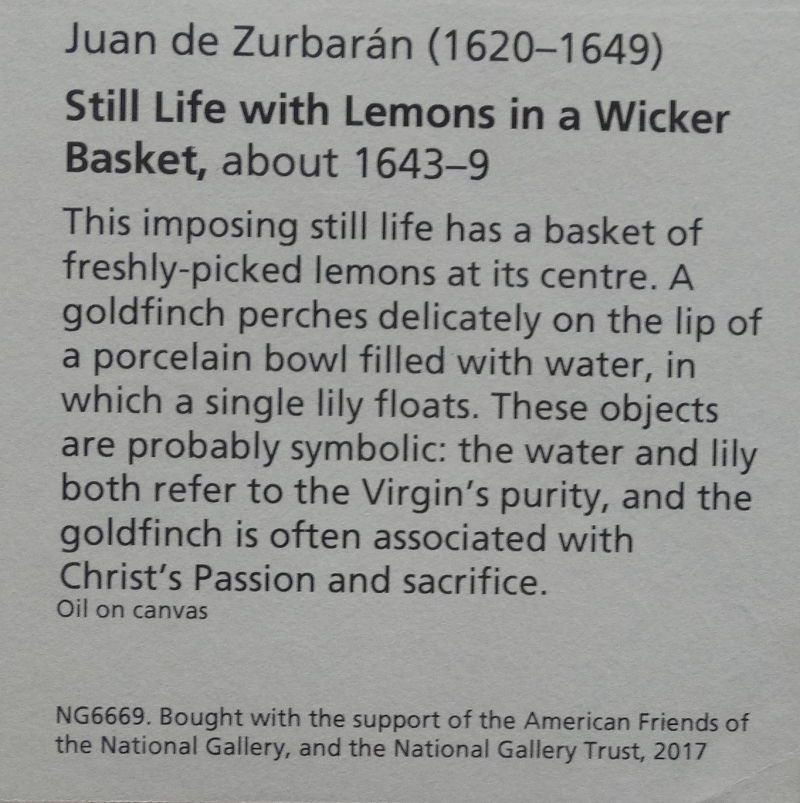 Juan de Zurbarán (1620–1649)
Still Life with Lemons in a Wicker
Basket, about 1643–9
This imposing still life has a basket of
freshly-picked lemons at its centre. A
goldfinch perches delicately on the lip of
a porcelain bowl filled with water, in
which a single lily floats. These objects
are probably symbolic: the water and lily
both refer to the Virgin’s purity, and the
goldfinch is often associated with
Christ’s Passion and sacrifice.
Oil on canvas
NG6669. Bought with the support of the American Friends of
the National Gallery, and the National Gallery Trust, 2017